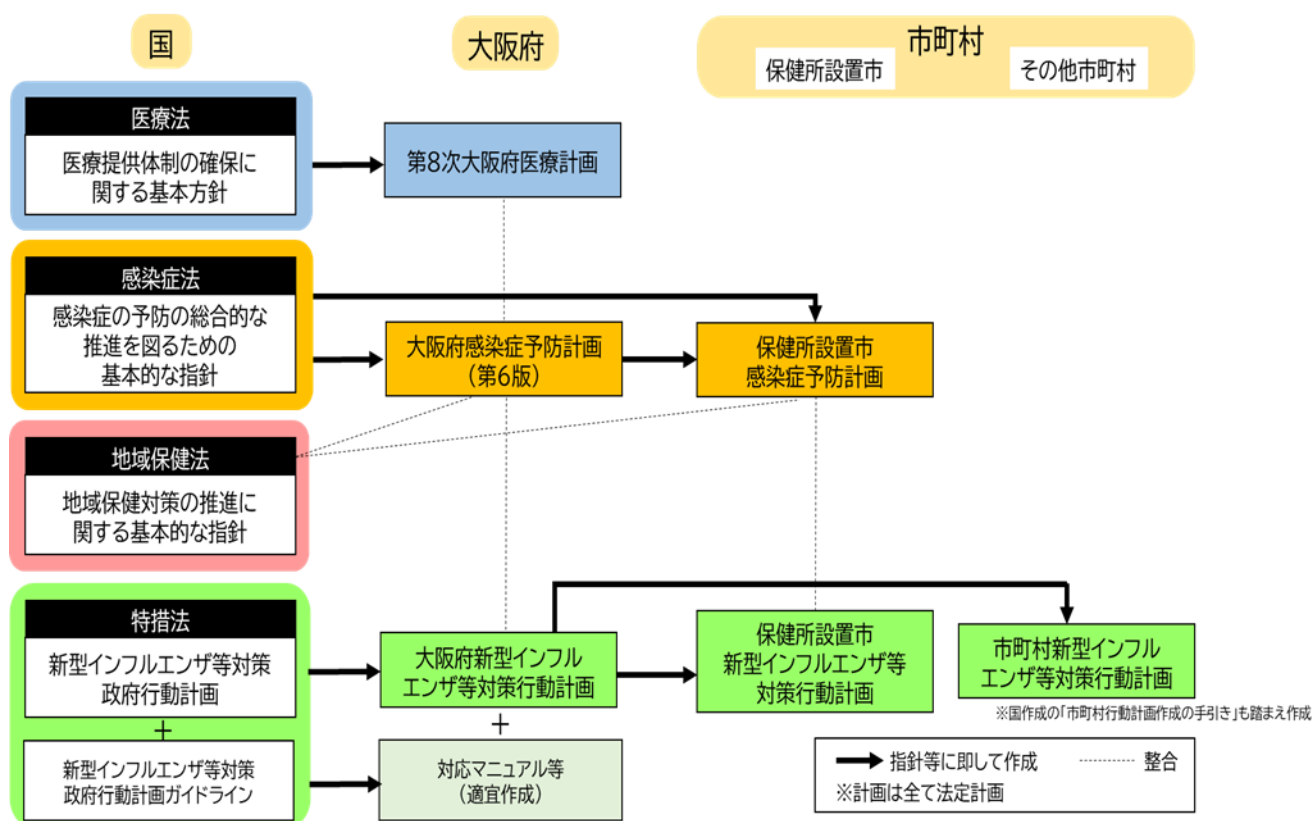 国
大阪府
市町村
保健所設置市
その他市町村
医療法
医療提供体制の確保に
関する基本方針
第8次大阪府医療計画
感染症法
感染症の予防の総合的な
推進を図るための
基本的な指針
大阪府感染症予防計画
（第6版）
保健所設置市
感染症予防計画
地域保健法
地域保健対策の推進に
関する基本的な指針
特措法
新型インフルエンザ等対策
政府行動計画
+
新型インフルエンザ等対策
政府行動計画ガイドライン
大阪府新型インフル
エンザ等対策行動計画
+
対応マニュアル等
（適宜作成）
保健所設置市
新型インフルエンザ等
対策行動計画
市町村新型インフル
エンザ等対策行動計画
※国作成の「市町村行動計画作成の手引き」も踏まえ作成
指針等に即して作成
整合
※計画は全て法定計画